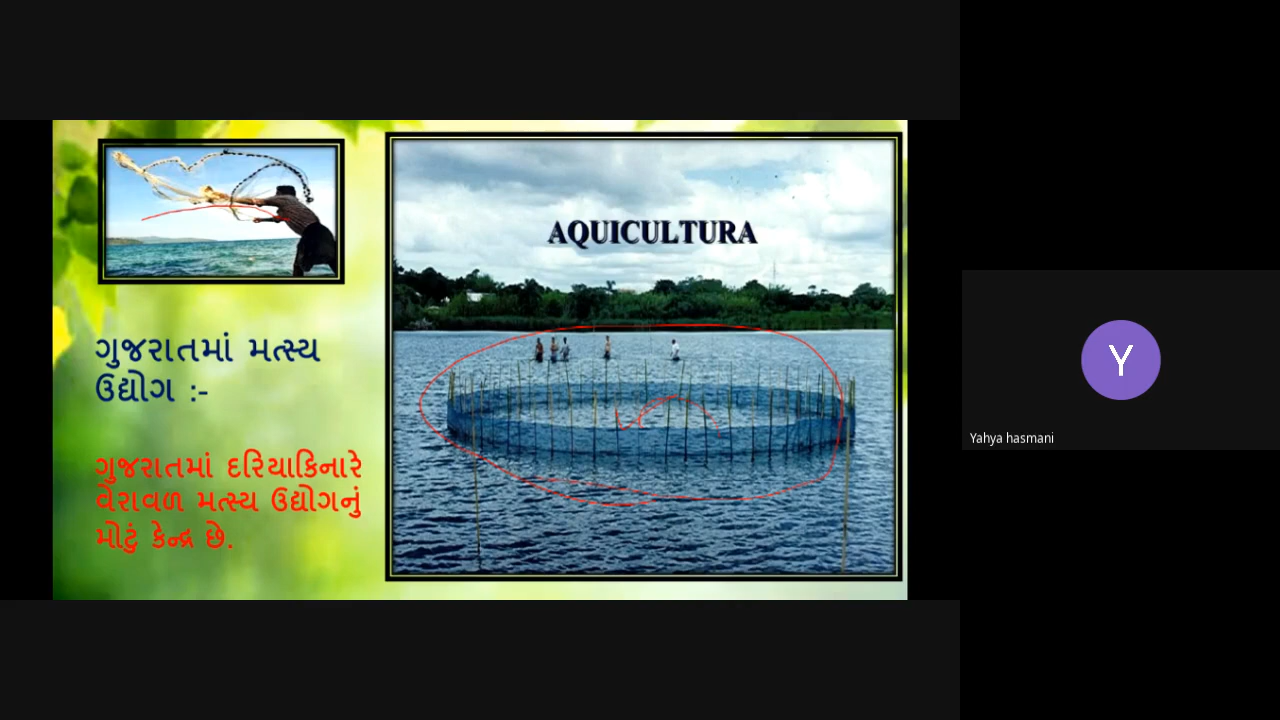 AQUICULTURA
ગુજરાતમાં મત્સ્ય
ઉદ્યોગ :-
ગુજરાતમાં દરિયાકિનારે
વેરાવળ મત્સ્ય ઉદ્યોગનું
મોટું કેન્દ્ર છે.
Y
Yahya hasmani